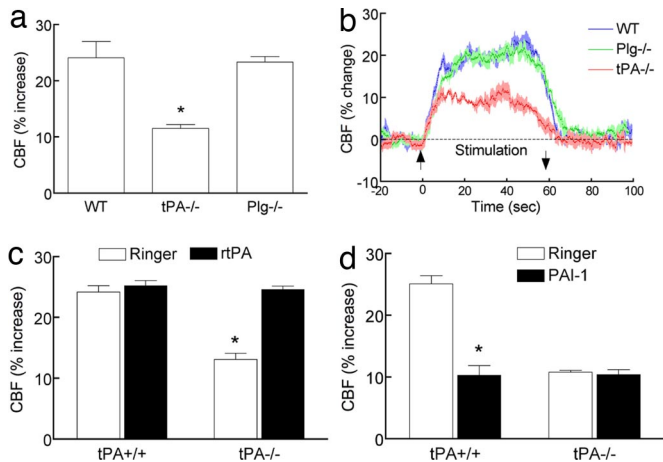 a
CBF (% increase)
30
20
10
0
*
WT
tPA-/-
Plg-/-
b
CBF (% change)
30
20
10
0
-10
WT
Plg-/-
tPA-/-
Stimulation
-20
0
20
40
60
80
100
Time (sec)
c
Ringer
rtPA
CBF (% increase)
30
20
10
0
*
tPA+/+
tPA-/-
d
Ringer
PAI-1
CBF (% increase)
30
20
10
0
*
tPA+/+
tPA-/-